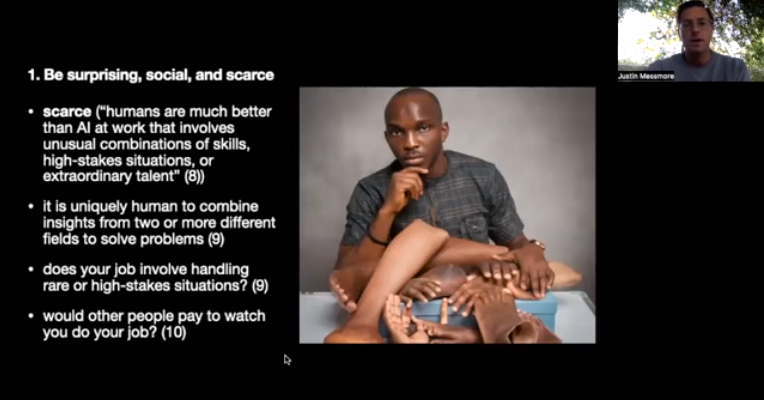 Justin Messmore
1. Be surprising, social, and scarce
• scarce ("humans are much better
than AI at work that involves
unusual combinations of skills,
high-stakes situations, or
extraordinary talent" (8))
• it is uniquely human to combine
insights from two or more different
fields to solve problems (9)
• does your job involve handling
rare or high-stakes situations? (9)
• would other people pay to watch
you do your job? (10)